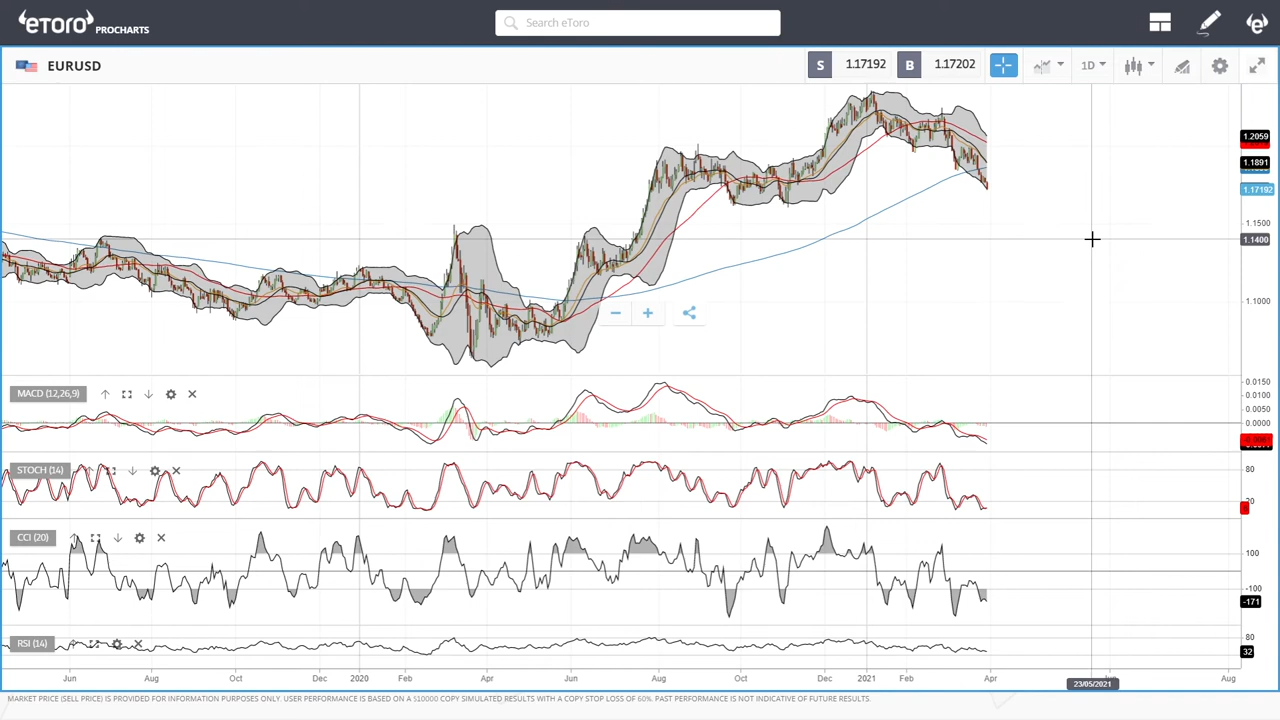 eToro PROCHARTS
Search eToro
EURUSD
S 1.17192 B 1.17202
1D
1.2059
1.1891
1.17192
1.1500
1.1400
1.1000
MACD (12,26,9)
0.0150
0.0100
0.0050
0.0000
STOCH (14)
80
20
CCI (20)
100
-100
-171
RSI (14)
80
32
Jun Aug Oct Dec 2020 Feb Apr Jun Aug Oct Dec 2021 Feb Apr Aug
23/05/2021
MARKET PRICE (SELL PRICE) IS PROVIDED FOR INFORMATION PURPOSES ONLY. USER PERFORMANCE IS BASED ON A $10000 COPY SIMULATED RESULTS WITH A COPY STOP LOSS OF 60%. PAST PERFORMANCE IS NOT INDICATIVE OF FUTURE RESULTS.